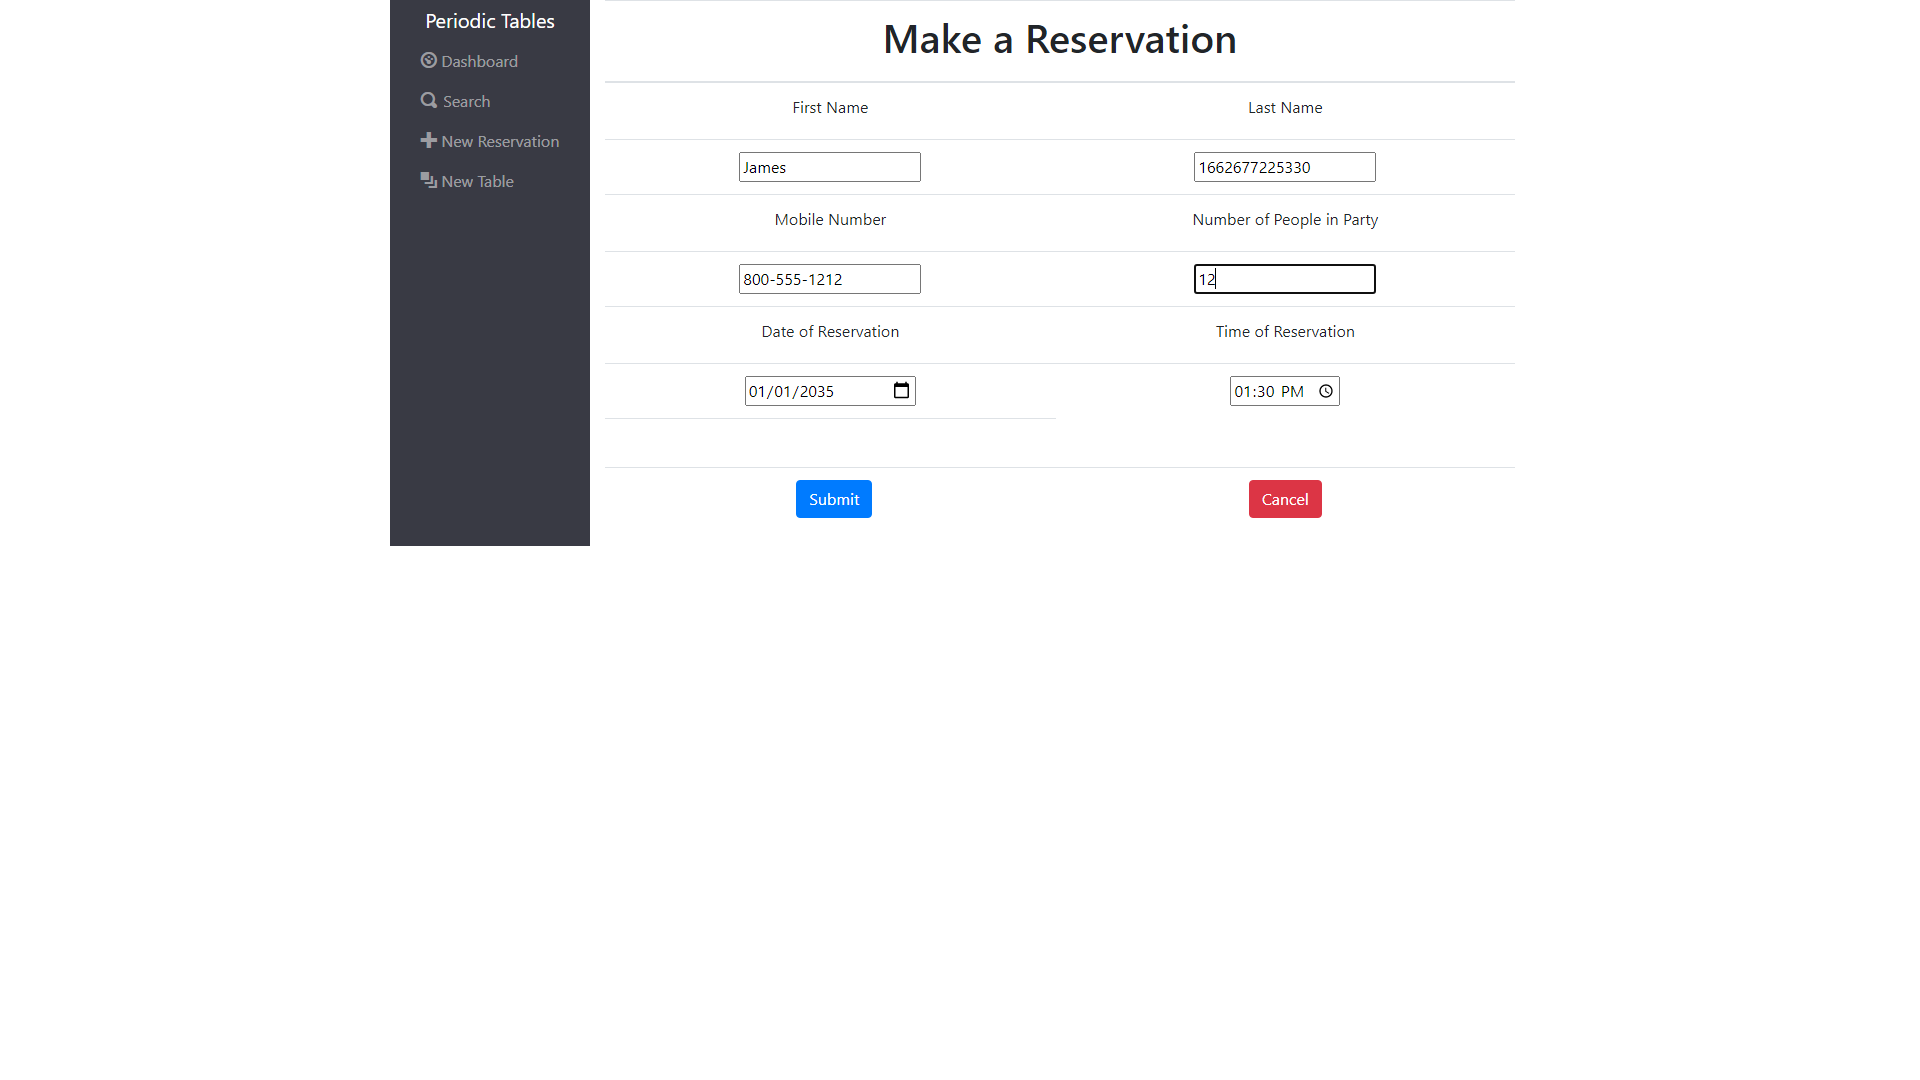 Periodic Tables
Dashboard
Search
New Reservation
New Table
Make a Reservation
First Name
Last Name
James
1662677225330
Mobile Number
Number of People in Party
800-555-1212
12
Date of Reservation
Time of Reservation
01/01/2035
01:30 PM
Submit
Cancel